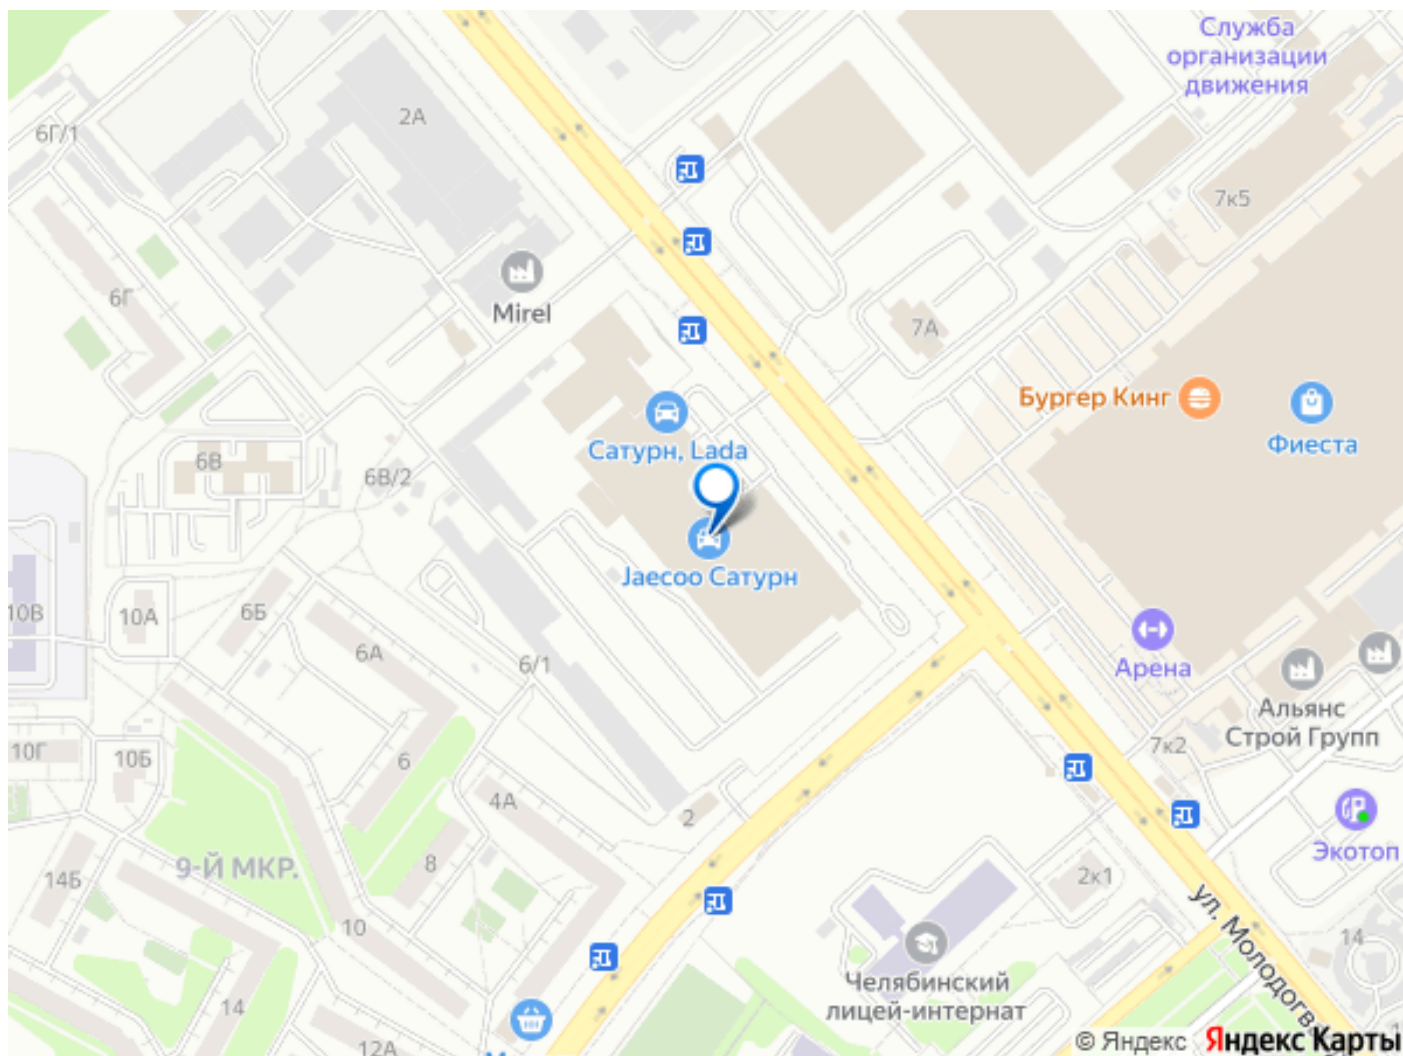 Служба
организации
движения
2А
6Г/1
7к5
6Г
Mirel
7А
Бургер Кинг
Фиеста
Сатурн, Lada
6В
6В/2
Jaecoo Сатурн
10В
10А
6Б
6А
6/1
Арена
Альянс
Строй Групп
7к2
10Г
10Б
6
4А
2
Экотоп
9-Й МКР.
8
14Б
2к1
ул. Молодогв
10
14
Челябинский
лицей-интернат
14
12А
© Яндекс Яндекс Карты